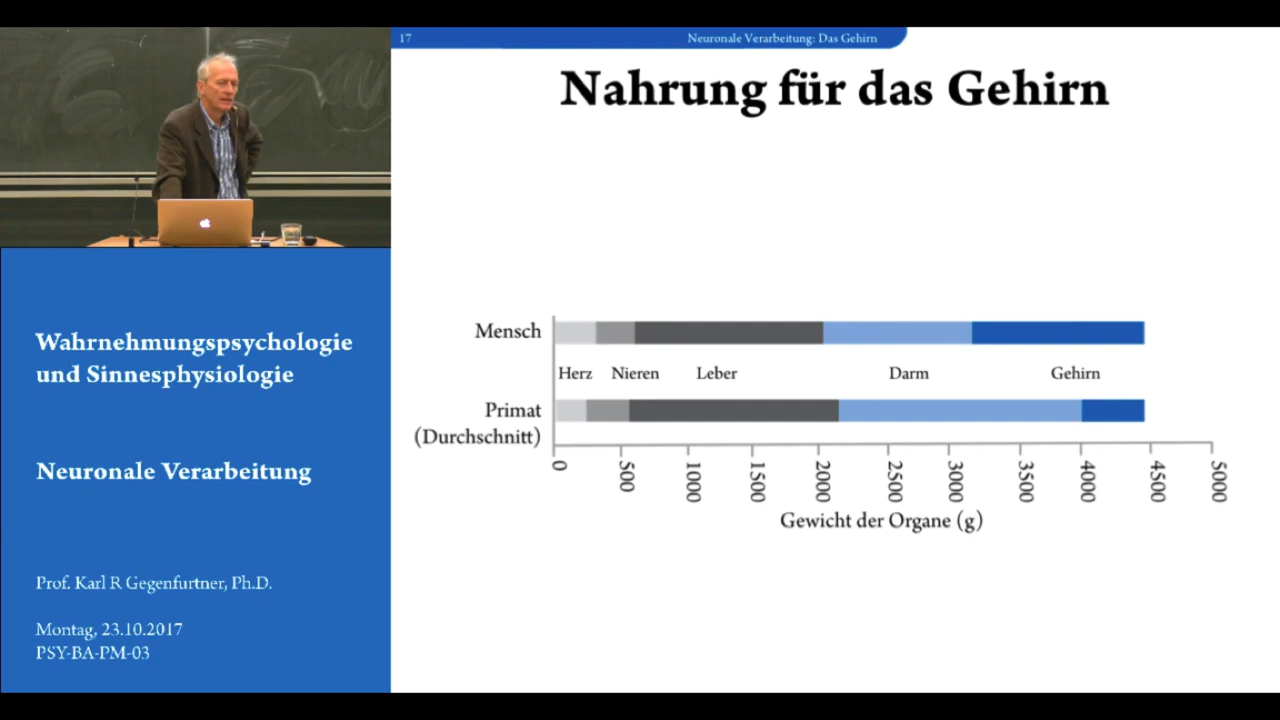 17
Neuronale Verarbeitung: Das Gehirn
Nahrung für das Gehirn
Mensch
Herz Nieren Leber Darm Gehirn
Primat
(Durchschnitt)
0 500 1000 1500 2000 2500 3000 3500 4000 4500 5000
Gewicht der Organe (g)
Wahrnehmungspsychologie
und Sinnesphysiologie
Neuronale Verarbeitung
Prof. Karl R Gegenfurtner, Ph.D.
Montag, 23.10.2017
PSY-BA-PM-03